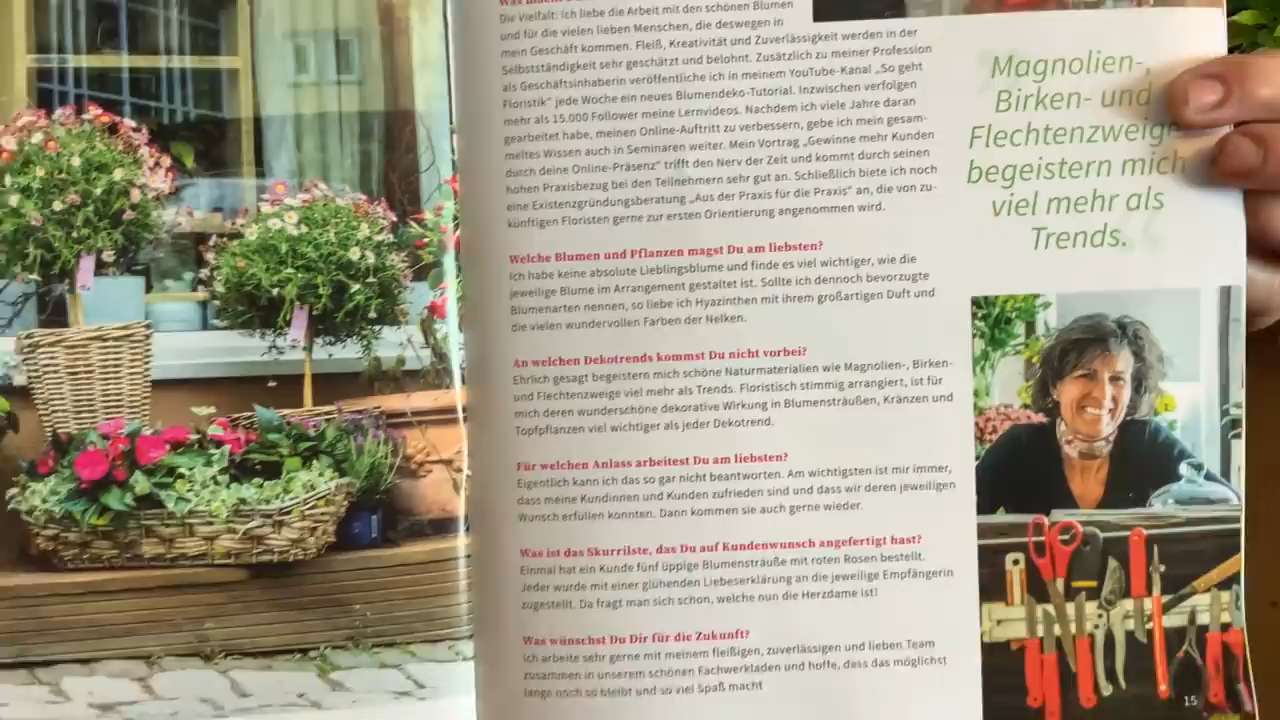 Die Vielfalt: Ich liebe die Arbeit mit den schönen Blumen
und für die vielen lieben Menschen, die deswegen in
mein Geschäft kommen. Fleiß, Kreativität und Zuverlässigkeit werden in der
Selbstständigkeit sehr geschätzt und belohnt. Zusätzlich zu meiner Profession
als Geschäftsinhaberin veröffentliche ich in meinem YouTube-Kanal „So geht
Floristik“ jede Woche ein neues Blumendeko-Tutorial. Inzwischen verfolgen
mehr als 15.000 Follower meine Lernvideos. Nachdem ich viele Jahre daran
gearbeitet habe, meinen Online-Auftritt zu verbessern, gebe ich mein gesam-
meltes Wissen auch in Seminaren weiter. Mein Vortrag „Gewinne mehr Kunden
durch deine Online-Präsenz“ trifft den Nerv der Zeit und kommt durch seinen
hohen Praxisbezug bei den Teilnehmern sehr gut an. Schließlich biete ich noch
eine Existenzgründungsberatung „Aus der Praxis für die Praxis“ an, die von zu-
künftigen Floristen gerne zur ersten Orientierung angenommen wird.
Welche Blumen und Pflanzen magst Du am liebsten?
Ich habe keine absolute Lieblingsblume und finde es viel wichtiger, wie die
jeweilige Blume im Arrangement gestaltet ist. Sollte ich dennoch bevorzugte
Blumenarten nennen, so liebe ich Hyazinthen mit ihrem großartigen Duft und
die vielen wundervollen Farben der Nelken.
An welchen Dekotrends kommst Du nicht vorbei?
Ehrlich gesagt begeistern mich schöne Naturmaterialien wie Magnolien-, Birken-
und Flechtenzweige viel mehr als Trends. Floristisch stimmig arrangiert, ist für
mich deren wunderschöne dekorative Wirkung in Blumensträußen, Kränzen und
Topfpflanzen viel wichtiger als jeder Dekotrend.
Für welchen Anlass arbeitest Du am liebsten?
Eigentlich kann ich das so gar nicht beantworten. Am wichtigsten ist mir immer,
dass meine Kundinnen und Kunden zufrieden sind und dass wir deren jeweiligen
Wunsch erfüllen konnten. Dann kommen sie auch gerne wieder.
Was ist das Skurrilste, das Du auf Kundenwunsch angefertigt hast?
Einmal hat ein Kunde fünf üppige Blumensträuße mit roten Rosen bestellt.
Jeder wurde mit einer glühenden Liebeserklärung an die jeweilige Empfängerin
zugestellt. Da fragt man sich schon, welche nun die Herzdame ist!
Was wünschst Du Dir für die Zukunft?
Ich arbeite sehr gerne mit meinem fleißigen, zuverlässigen und lieben Team
zusammen in unserem schönen Fachwerkladen und hoffe, dass das möglichst
lange noch so bleibt und so viel Spaß macht
Magnolien-,
Birken- und
Flechtenzweige
begeistern mich
viel mehr als
Trends.
15